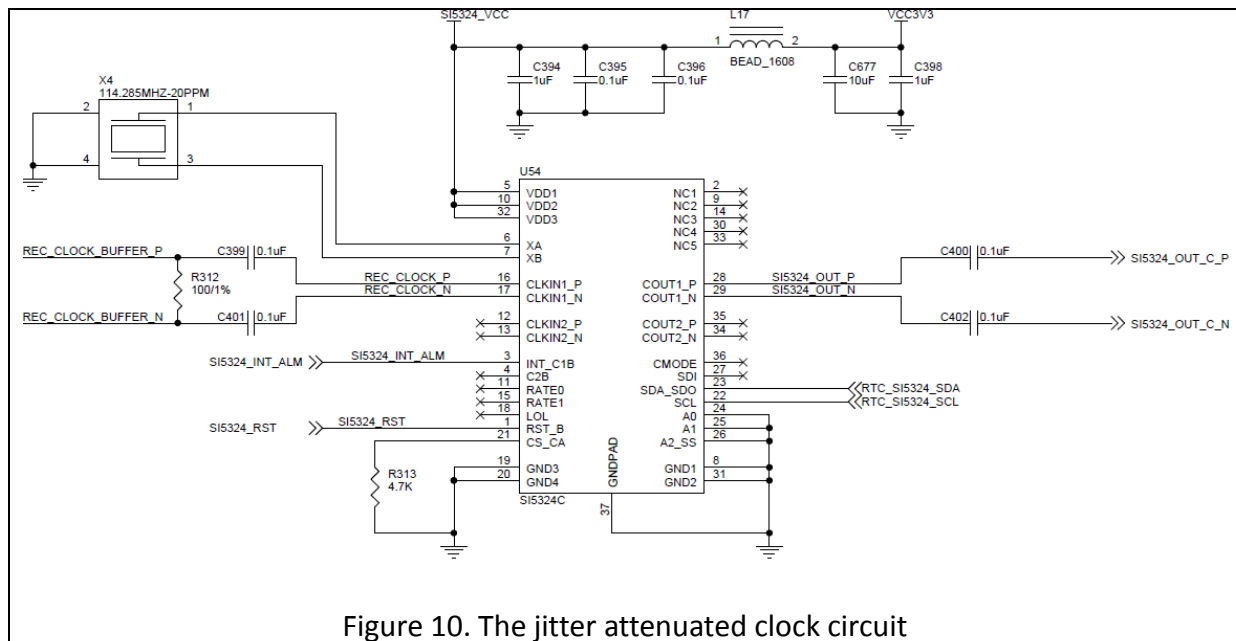 SI5324_VCC
L17
VCC3V3
1
2
BEAD_1608
C394
1uF
C395
0.1uF
C396
0.1uF
C677
10uF
C398
1uF
X4
114.285MHZ-20PPM
2
1
4
3
U54
5
VDD1
NC1
2
10
VDD2
NC2
9
32
VDD3
NC3
14
NC4
30
NC5
33
6
XA
7
XB
REC_CLOCK_BUFFER_P
C399
0.1uF
R312
100/1%
REC_CLOCK_P
16
CLKIN1_P
REC_CLOCK_N
17
CLKIN1_N
REC_CLOCK_BUFFER_N
C401
0.1uF
COUT1_P
28
SI5324_OUT_P
COUT1_N
29
SI5324_OUT_N
C400
0.1uF
SI5324_OUT_C_P
C402
0.1uF
SI5324_OUT_C_N
12
CLKIN2_P
COUT2_P
35
13
CLKIN2_N
COUT2_N
34
SI5324_INT_ALM
SI5324_INT_ALM
3
INT_C1B
CMODE
36
4
C2B
SDI
27
11
RATE0
SDA_SDO
23
RTC_SI5324_SDA
15
RATE1
SCL
22
RTC_SI5324_SCL
18
LOL
A0
24
SI5324_RST
SI5324_RST
1
RST_B
A1
25
21
CS_CA
A2_SS
26
R313
4.7K
19
GND3
GND1
8
20
GND4
GND2
31
GNDPAD
SI5324C
37
Figure 10. The jitter attenuated clock circuit